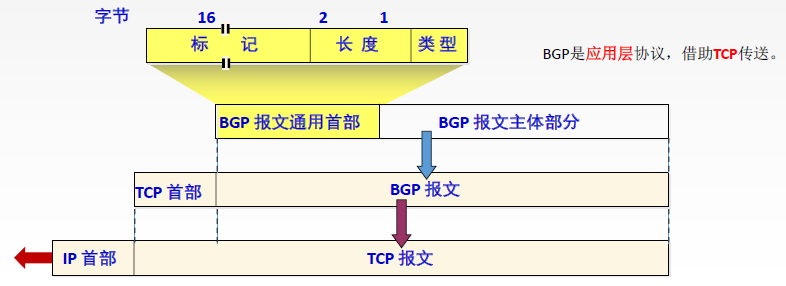 字节 16 2 1
标 记 长 度 类 型
BGP是应用层协议，借助TCP传送。
BGP 报文通用首部 BGP 报文主体部分
TCP 首部 BGP 报文
IP 首部 TCP 报文